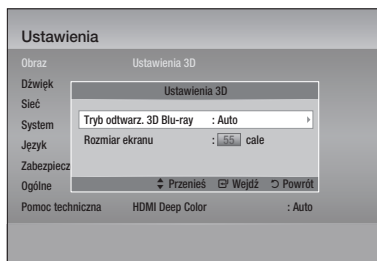 Ustawienia
Obraz Ustawienia 3D
Dźwięk
Ustawienia 3D
Sieć
System
Tryb odtwarz. 3D Blu-ray : Auto
Język
Rozmiar ekranu : 55 cale
Zabezpiecz
Ogólne
Przenieś Wejdź Powrót
Pomoc techniczna HDMI Deep Color : Auto